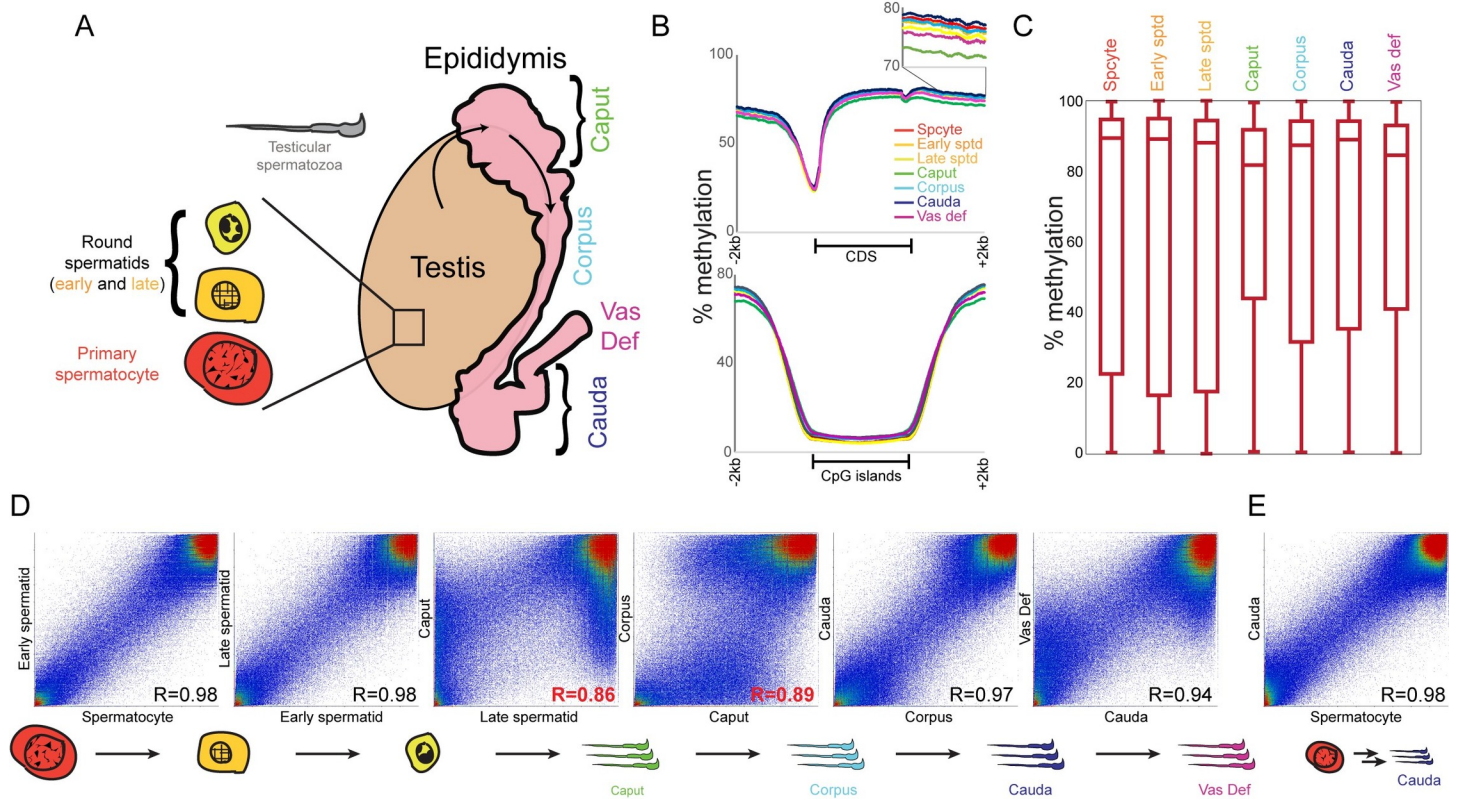 A
Epididymis
Caput
Testicular
spermatozoa
Round
spermatids
(early and late)
Corpus
Testis
Vas
Def
Primary
spermatocyte
Cauda
B
% methylation
80
70
100
50
0
Spcyte
Early sptd
Late sptd
Caput
Corpus
Cauda
Vas def
-2kb
CDS
+2kb
80
40
0
-2kb
CpG islands
+2kb
C
Spcyte
Early sptd
Late sptd
Caput
Corpus
Cauda
Vas def
% methylation
100
80
60
40
20
0
D
Early spermatid
R=0.98
Spermatocyte
Late spermatid
R=0.98
Early spermatid
Caput
R=0.86
Late spermatid
Corpus
R=0.89
Caput
Cauda
R=0.97
Corpus
Vas Def
R=0.94
Cauda
Caput
Corpus
Cauda
Vas Def
E
Cauda
R=0.98
Spermatocyte
Cauda